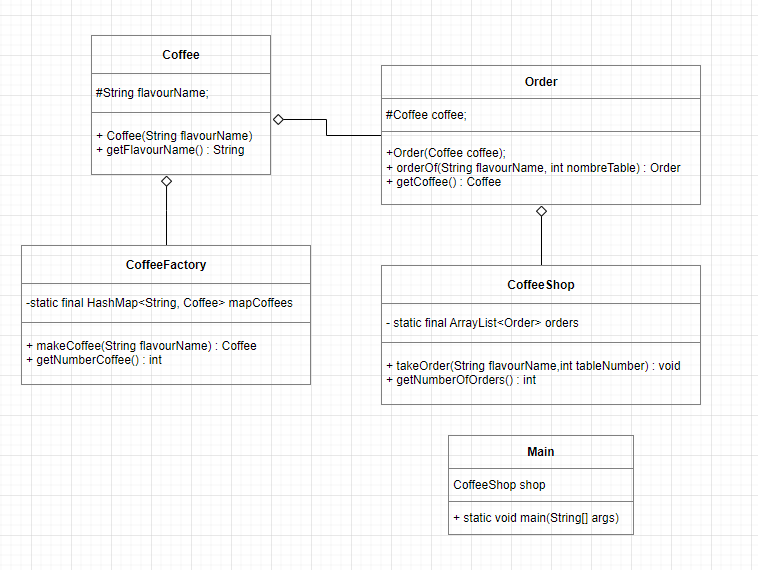 Coffee
#String flavourName;
+ Coffee(String flavourName)
+ getFlavourName() : String
Order
#Coffee coffee;
+Order(Coffee coffee);
+ orderOf(String flavourName, int nombreTable) : Order
+ getCoffee() : Coffee
CoffeeFactory
-static final HashMap<String, Coffee> mapCoffees
+ makeCoffee(String flavourName) : Coffee
+ getNumberCoffee() : int
CoffeeShop
- static final ArrayList<Order> orders
+ takeOrder(String flavourName,int tableNumber) : void
+ getNumberOfOrders() : int
Main
CoffeeShop shop
+ static void main(String[] args)